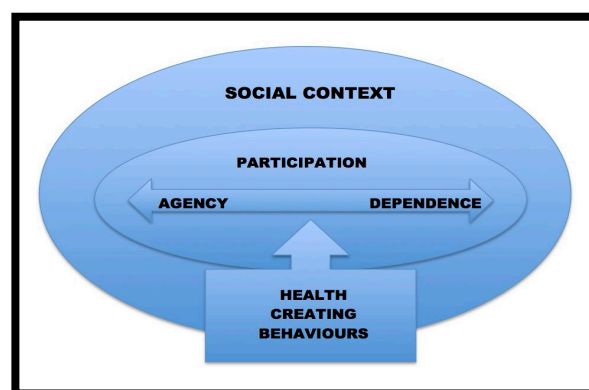 SOCIAL CONTEXT
PARTICIPATION
AGENCY DEPENDENCE
HEALTH
CREATING
BEHAVIOURS